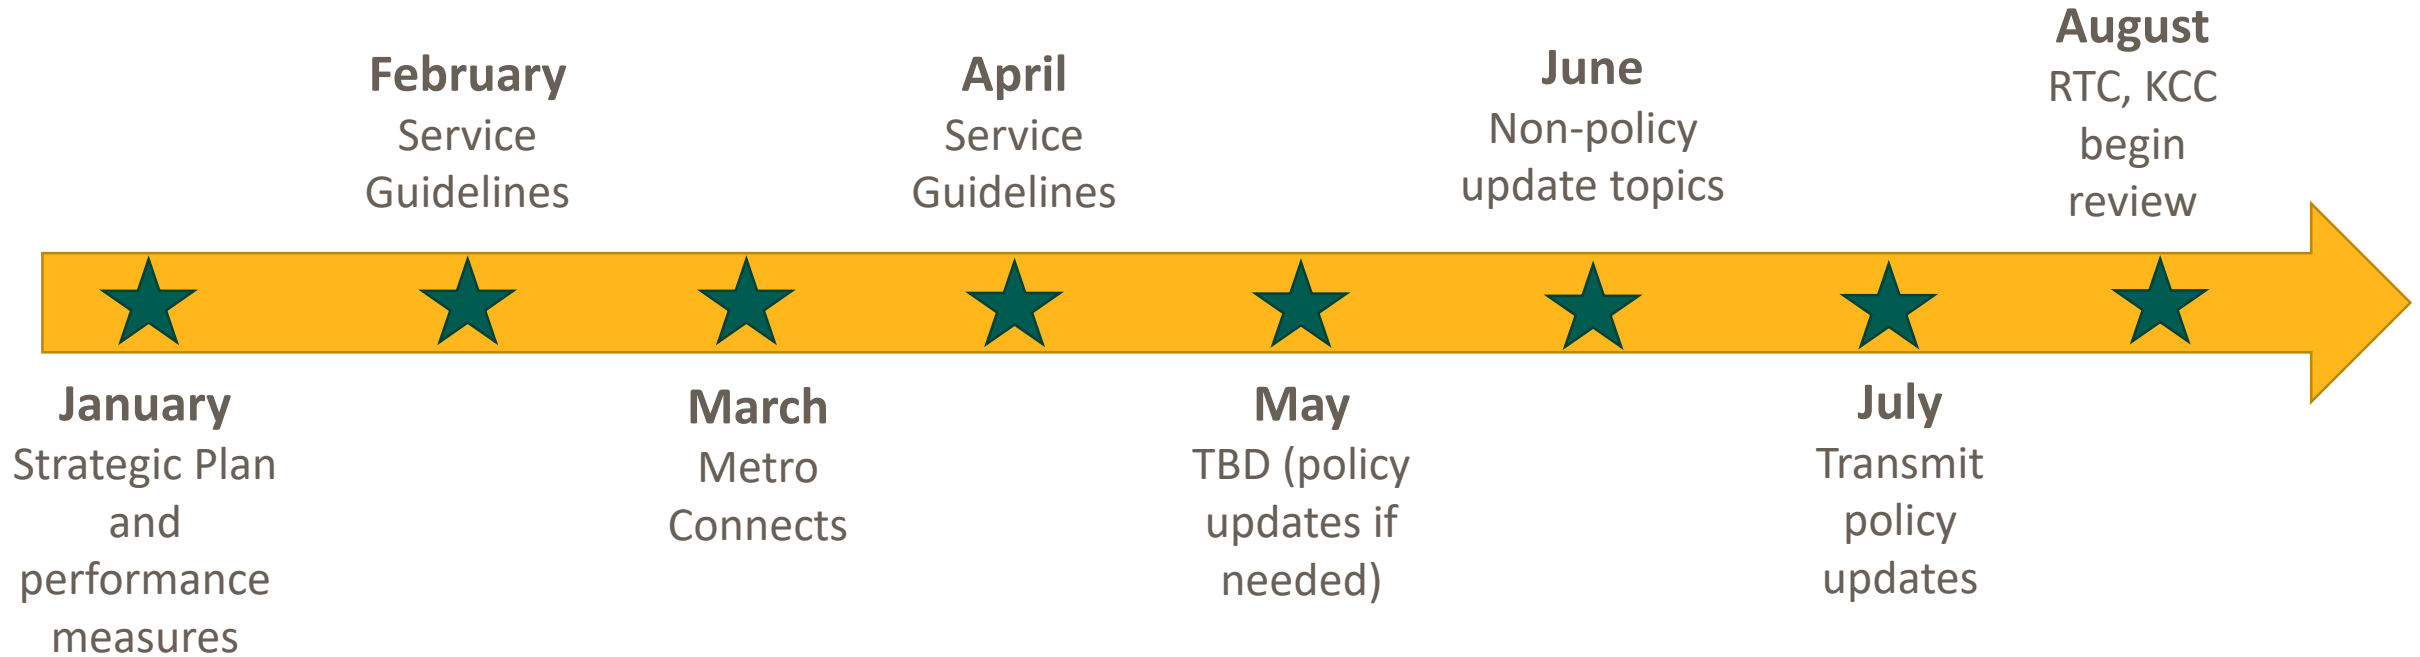 January
Strategic Plan
and
performance
measures
February
Service
Guidelines
March
Metro
Connects
April
Service
Guidelines
May
TBD (policy
updates if
needed)
June
Non-policy
update topics
July
Transmit
policy
updates
August
RTC, KCC
begin
review